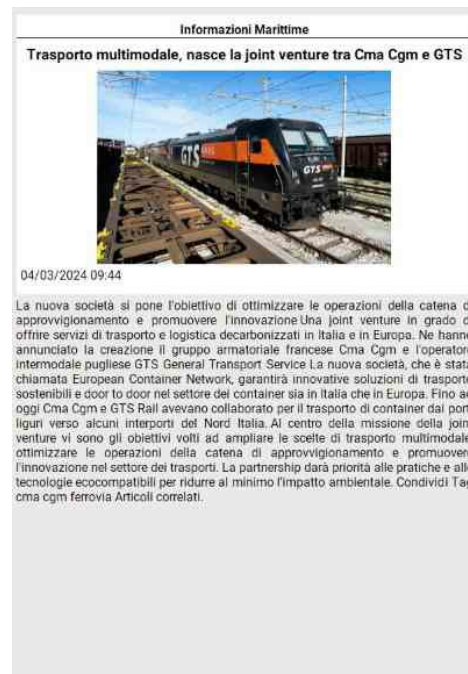 Informazioni Marittime
Trasporto multimodale, nasce la joint venture tra Cma Cgm e GTS
GTS
GTS
04/03/2024 09:44
La nuova società si pone l'obiettivo di ottimizzare le operazioni della catena d
approvvigionamento e promuovere l'innovazione Una joint venture in grado d
offrire servizi di trasporto e logistica decarbonizzati in Italia e in Europa. Ne hanno
annunciato la creazione il gruppo armatoriale francese Cma Cgm e l'operatore
intermodale pugliese GTS General Transport Service La nuova società, che è stata
chiamata European Container Network, garantirà innovative soluzioni di trasporto
sostenibili e door to door nel settore dei container sia in Italia che in Europa. Fino ad
oggi Cma Cgm e GTS Rail avevano collaborato per il trasporto di container dai porti
liguri verso alcuni interporti del Nord Italia. Al centro della missione della joint
venture vi sono gli obiettivi volti ad ampliare le scelte di trasporto multimodale
ottimizzare le operazioni della catena di approvvigionamento e promuovere
l'innovazione nel settore dei trasporti. La partnership darà priorità alle pratiche e alle
tecnologie ecocompatibili per ridurre al minimo l'impatto ambientale. Condividi Tag
cma cgm ferrovia Articoli correlati.